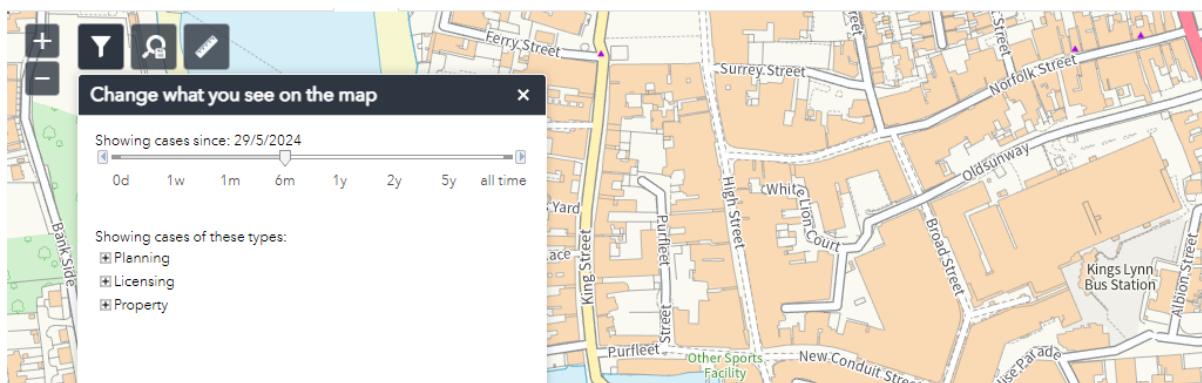 Change what you see on the map
Showing cases since: 29/5/2024
0d 1w 1m 6m 1y 2y 5y all time
Showing cases of these types:
Planning
Licensing
Property
Ferry Street
Surrey Street
Norfolk Street
Oldsunway
White Lion Court
High Street
Yard
Purfleet Street
Broad Street
Bank Side
King Street
Kings Lynn
Bus Station
Albion Street
Purfleet Street
Other Sports
Facility
New Conduit Street
Parade